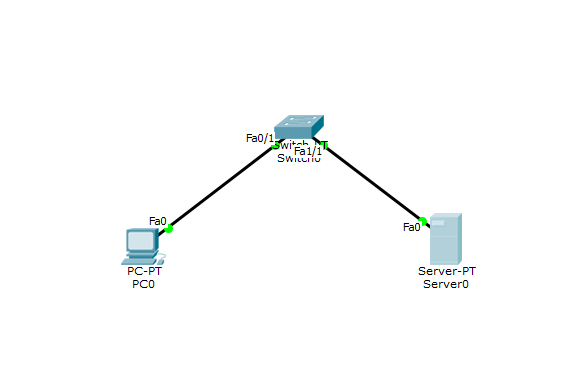 Fa0/1
Switch-PT
Fa1/1
Switch0
Fa0
Fa0
PC-PT
PC0
Server-PT
Server0